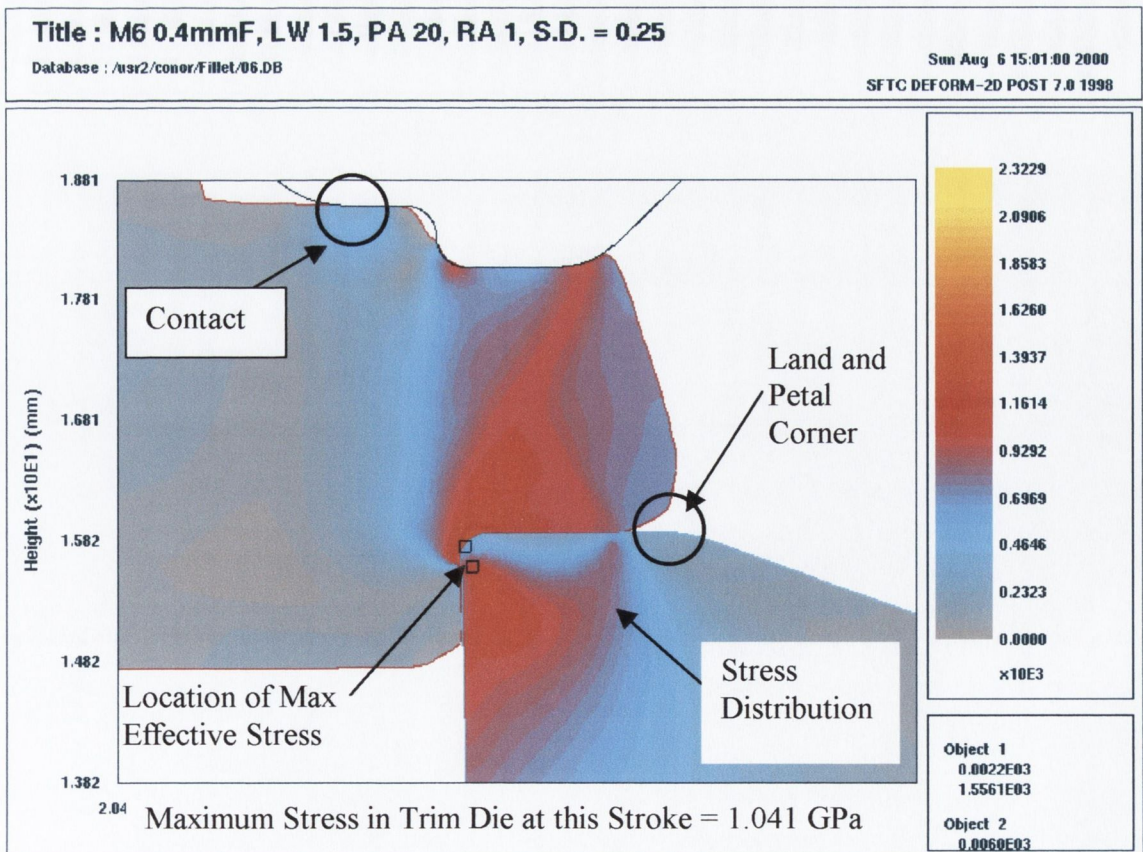 Title : M6 0.4mmF, LW 1.5, PA 20, RA 1, S.D. = 0.25
Database : /usr2/conor/Fillet/06.DB
Sun Aug 6 15:01:00 2000
SFTC DEFORM-2D POST 7.0 1998
Height (x10E1) (mm)
1.881
1.781
1.681
1.582
1.482
1.382
2.04
Contact
Land and
Petal
Corner
Location of Max
Effective Stress
Stress
Distribution
Maximum Stress in Trim Die at this Stroke = 1.041 GPa
2.3229
2.0906
1.8583
1.6260
1.3937
1.1614
0.9292
0.6969
0.4646
0.2323
0.0000
x10E3
Object 1
0.0022E03
1.5561E03
Object 2
0.0060E03